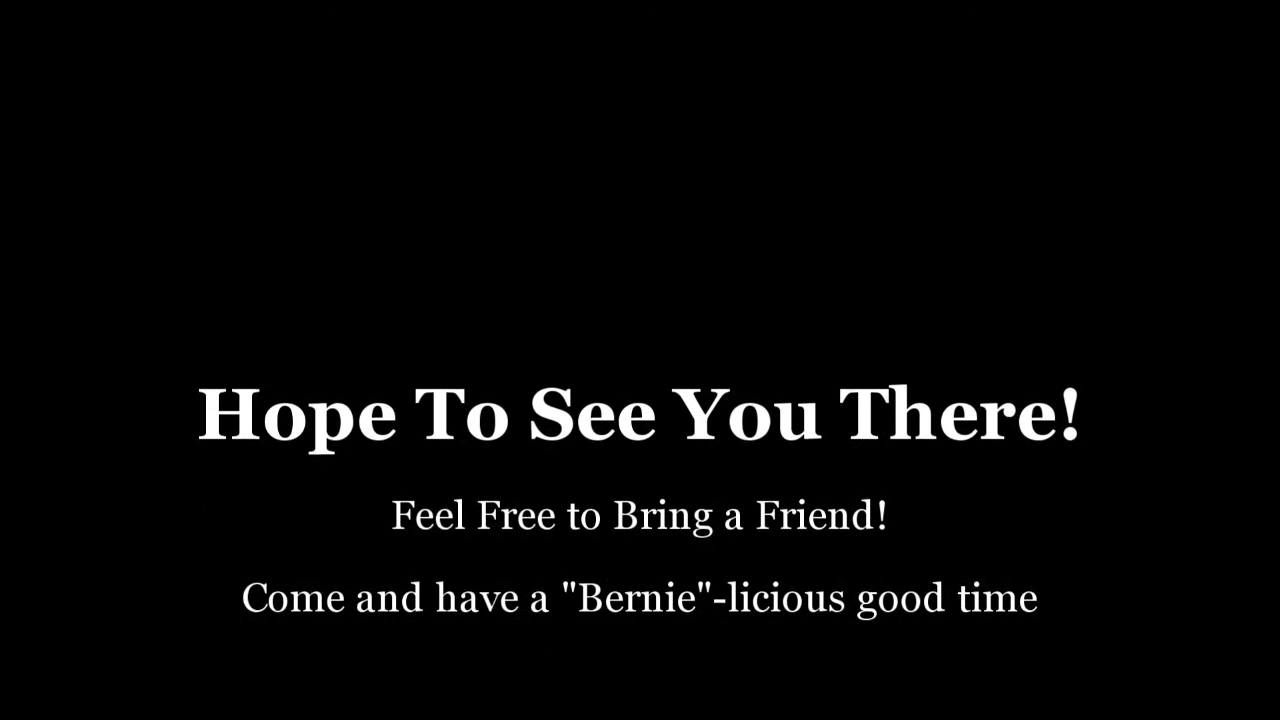 Hope To See You There!
Feel Free to Bring a Friend!
Come and have a "Bernie"-licious good time